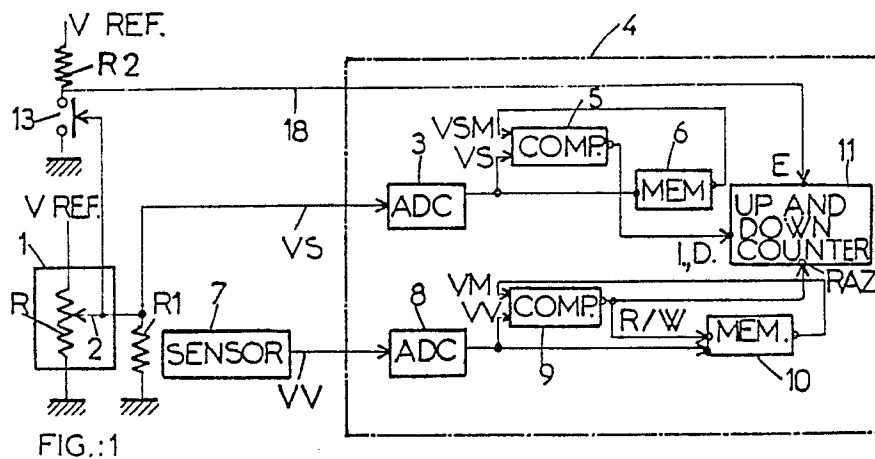 V REF.
R2
13
18
4
5
VSM
VS
COMP.
6
MEM
3
ADC
E
11
UP AND
DOWN
COUNTER
I,D.
RAZ
V REF.
1
R
2
R1
VS
7
SENSOR
VV
8
ADC
VM
VV
COMP.
9
R/W
MEM.
10
FIG.:1